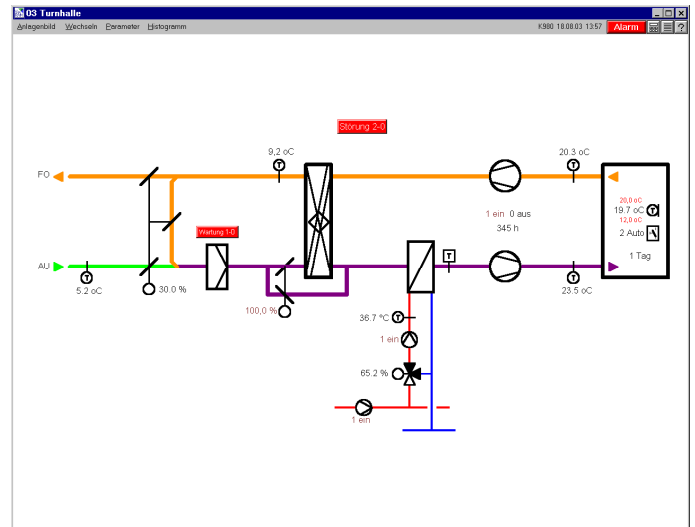 03 Turnhalle
Anlagenbild Wechseln Parameter Histogramm K980 18.08.03 13:57 Alarm ?
Störung 2-0
9,2 oC 20.3 oC
FO
T T
20,0 oC
19.7 oC T
12,0 oC
1 ein 0 aus
345 h
2 Auto
Wartung 1-0
1 Tag
AU
T
T T
5.2 oC 30.0 % 23.5 oC
100,0 %
36.7 °C T
1 ein
65.2 %
1 ein